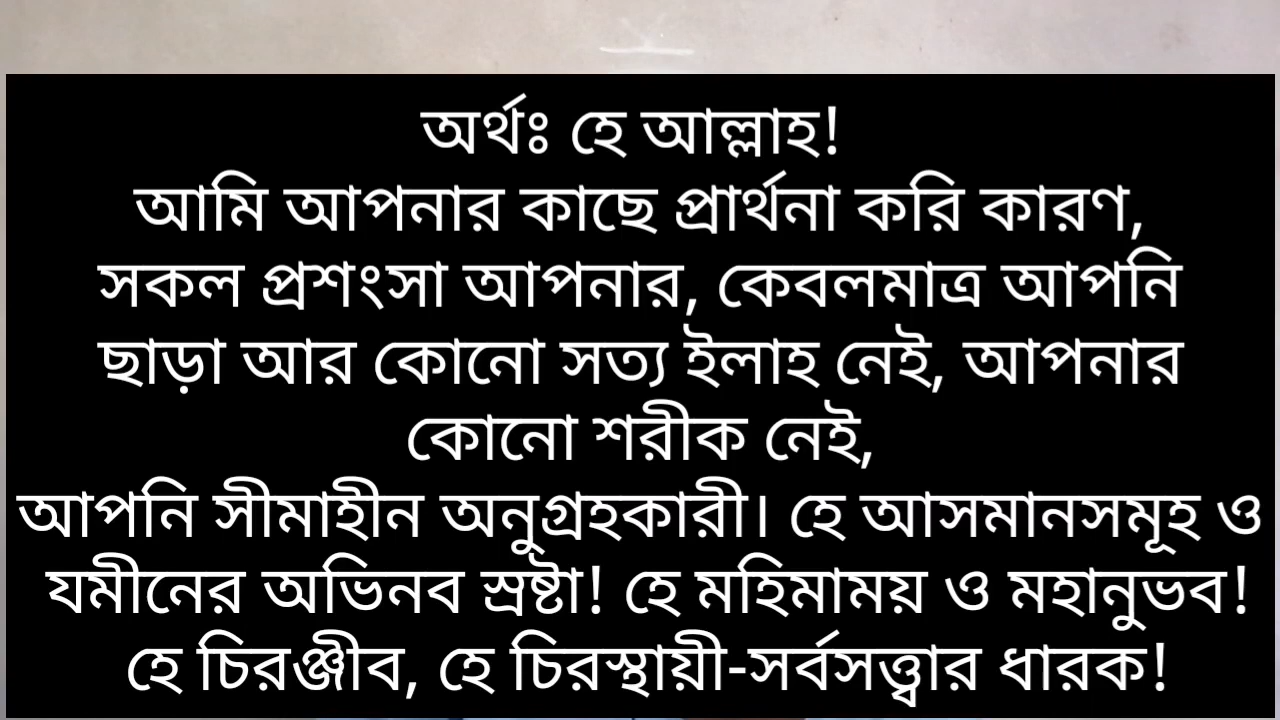 অর্থঃ হে আল্লাহ!
আমি আপনার কাছে প্রার্থনা করি কারণ,
সকল প্রশংসা আপনার, কেবলমাত্র আপনি
ছাড়া আর কোনো সত্য ইলাহ নেই, আপনার
কোনো শরীক নেই,
আপনি সীমাহীন অনুগ্রহকারী। হে আসমানসমূহ ও
যমীনের অভিনব স্রষ্টা! হে মহিমাময় ও মহানুভব!
হে চিরঞ্জীব, হে চিরস্থায়ী-সর্বসত্ত্বার ধারক!